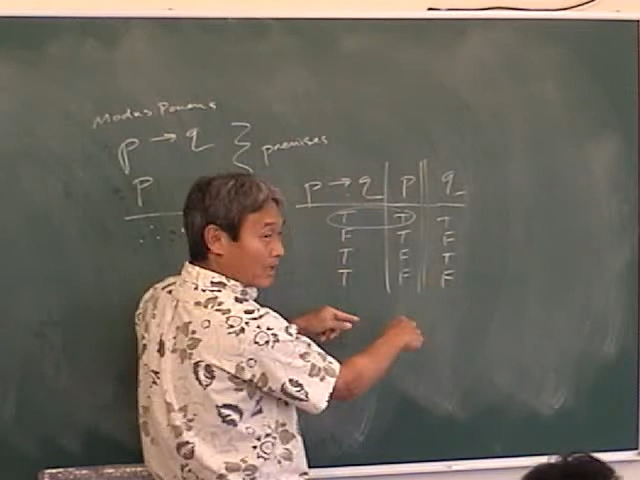 Modus Ponens
p → q } premises
p
∴
p → q | p || q
T | T || T
F | T || F
T | F || T
T | F || F